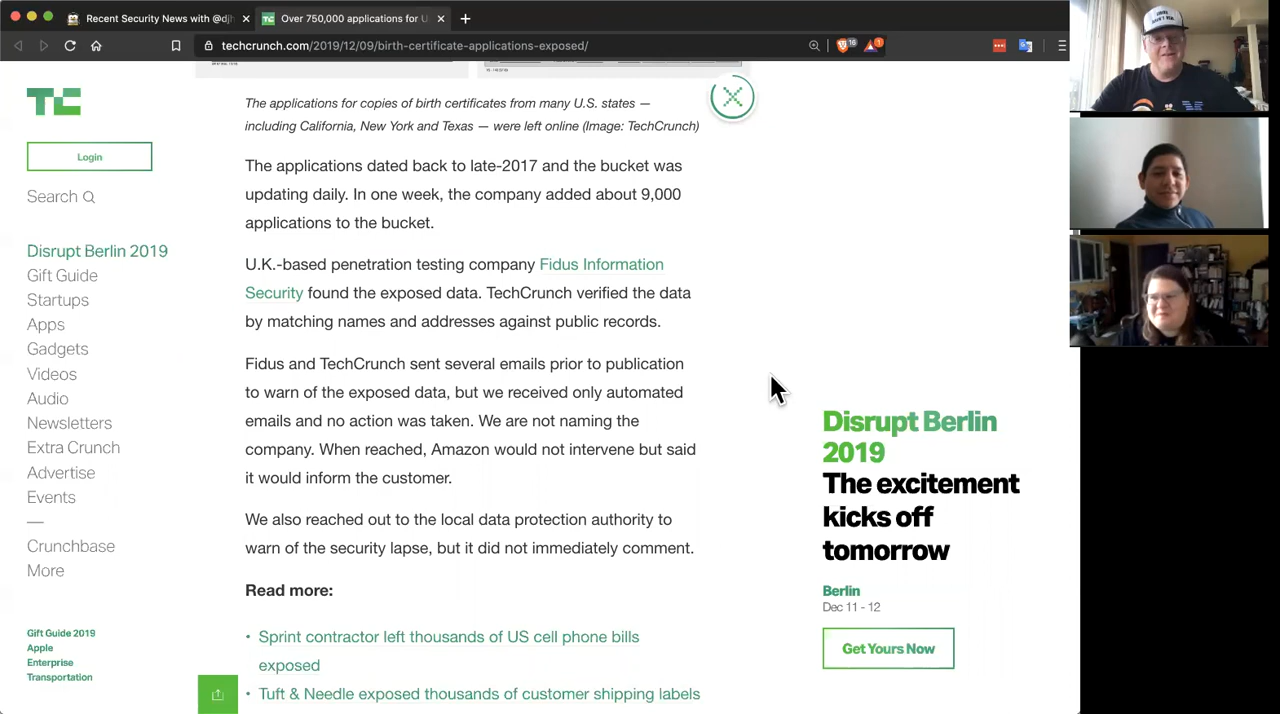 Recent Security News with @djh
Over 750,000 applications for U
techcrunch.com/2019/12/09/birth-certificate-applications-exposed/
16
1
TC
Login
Search
Disrupt Berlin 2019
Gift Guide
Startups
Apps
Gadgets
Videos
Audio
Newsletters
Extra Crunch
Advertise
Events
—
Crunchbase
More
Gift Guide 2019
Apple
Enterprise
Transportation
The applications for copies of birth certificates from many U.S. states —
including California, New York and Texas — were left online (Image: TechCrunch)
The applications dated back to late-2017 and the bucket was
updating daily. In one week, the company added about 9,000
applications to the bucket.
U.K.-based penetration testing company Fidus Information
Security found the exposed data. TechCrunch verified the data
by matching names and addresses against public records.
Fidus and TechCrunch sent several emails prior to publication
to warn of the exposed data, but we received only automated
emails and no action was taken. We are not naming the
company. When reached, Amazon would not intervene but said
it would inform the customer.
We also reached out to the local data protection authority to
warn of the security lapse, but it did not immediately comment.
Read more:
• Sprint contractor left thousands of US cell phone bills
exposed
• Tuft & Needle exposed thousands of customer shipping labels
Disrupt Berlin
2019
The excitement
kicks off
tomorrow
Berlin
Dec 11 - 12
Get Yours Now